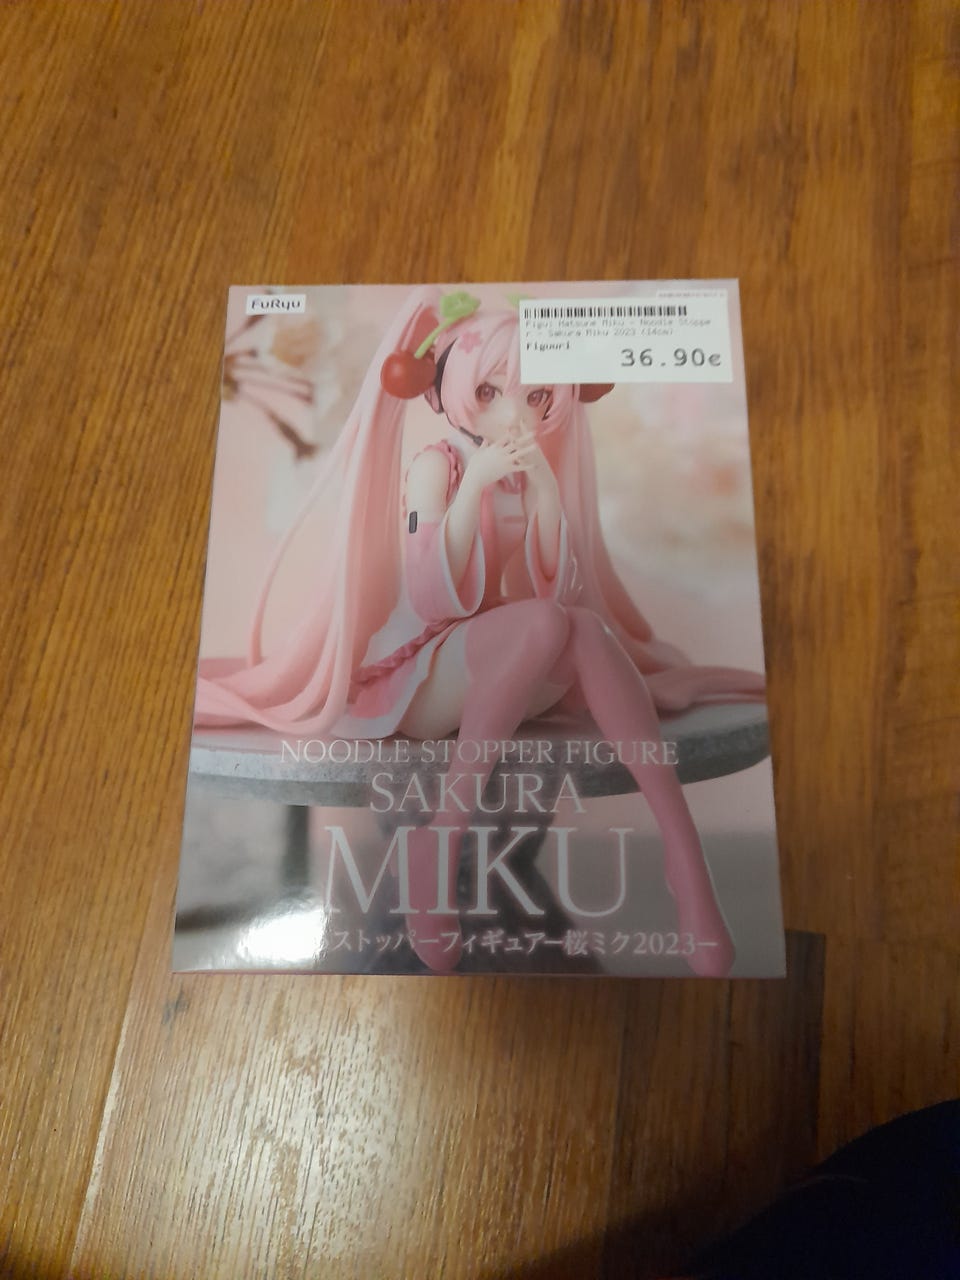 FuRyu
Figu: Hatsune Miku - Noodle Stoppe
r - Sakura Miku 2023 (14cm)
Figuuri
36.90€
NOODLE STOPPER FIGURE
SAKURA
MIKU
ストッパーフィギュアー桜ミク2023ー